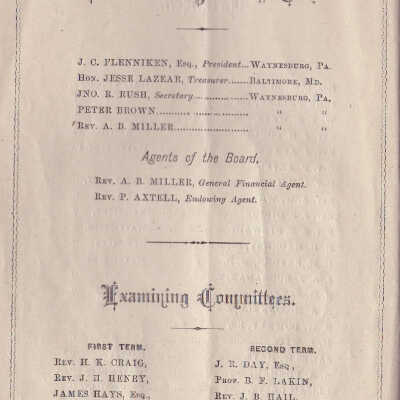 J. C. FLENNIKEN, Esq., President...WAYNESBURG, PA.
HON. JESSE LAZEAR, Treasurer.......BALTIMORE, MD.
JNO. R. RUSH, Secretary..................WAYNESBURG, PA.
PETER BROWN.............................. " "
REV. A. B. MILLER......................... " "
Agents of the Board.
REV. A. B. MILLER, General Financial Agent.
REV. P. AXTELL, Endowing Agent.
Examining Committees.
FIRST TERM.
REV. H. K. CRAIG,
REV. J. H. HENRY,
JAMES HAYS, Esq.,
SECOND TERM.
J. R. DAY, Esq.,
PROF. B. F. LAKIN,
REV. J. B. HAIL.